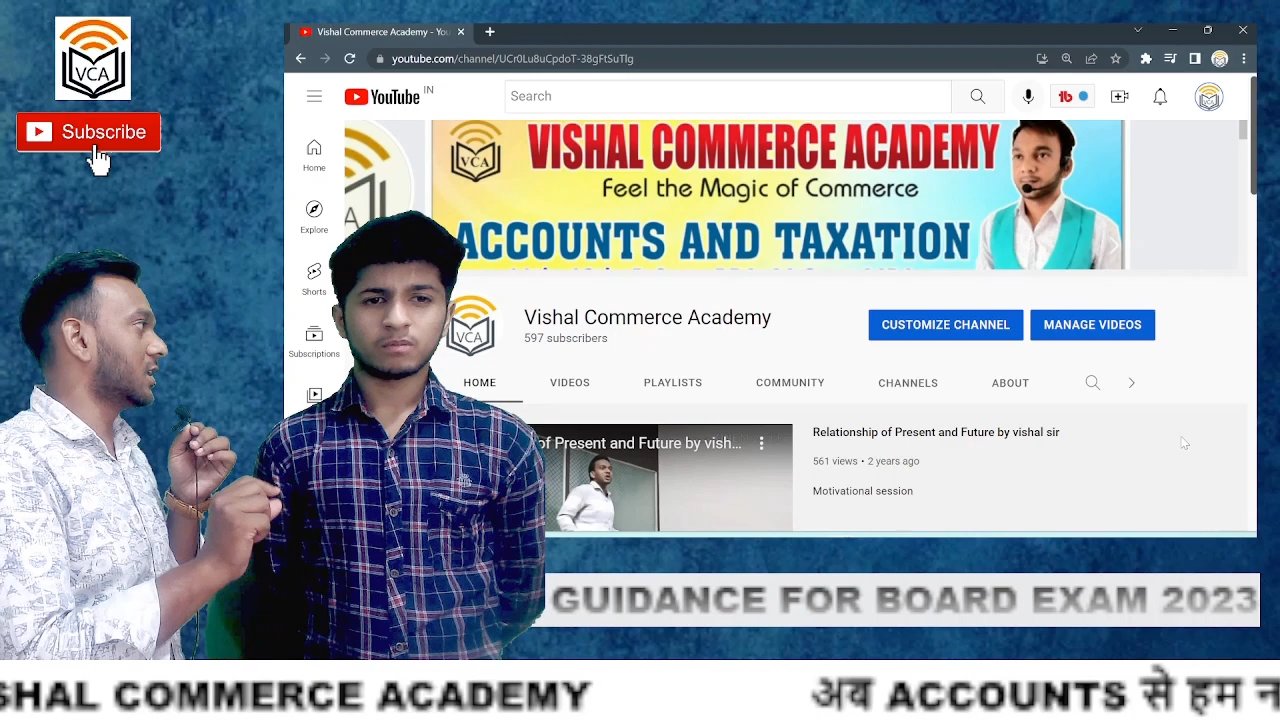 VCA
Subscribe
Vishal Commerce Academy - You
youtube.com/channel/UCr0Lu8uCpdoT-38gFtSuTlg
YouTube IN
Search
Home
Explore
Shorts
Subscriptions
VCA
VISHAL COMMERCE ACADEMY
Feel the Magic of Commerce
ACCOUNTS AND TAXATION
VCA
Vishal Commerce Academy
597 subscribers
CUSTOMIZE CHANNEL
MANAGE VIDEOS
HOME VIDEOS PLAYLISTS COMMUNITY CHANNELS ABOUT
of Present and Future by vish...
Relationship of Present and Future by vishal sir
561 views • 2 years ago
Motivational session
GUIDANCE FOR BOARD EXAM 2023
SHAL COMMERCE ACADEMY
अब ACCOUNTS से हम न